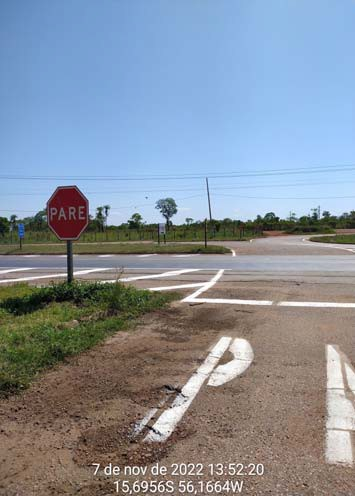 PARE
P
7 de nov de 2022 13:52:20
15,6956S 56,1664W